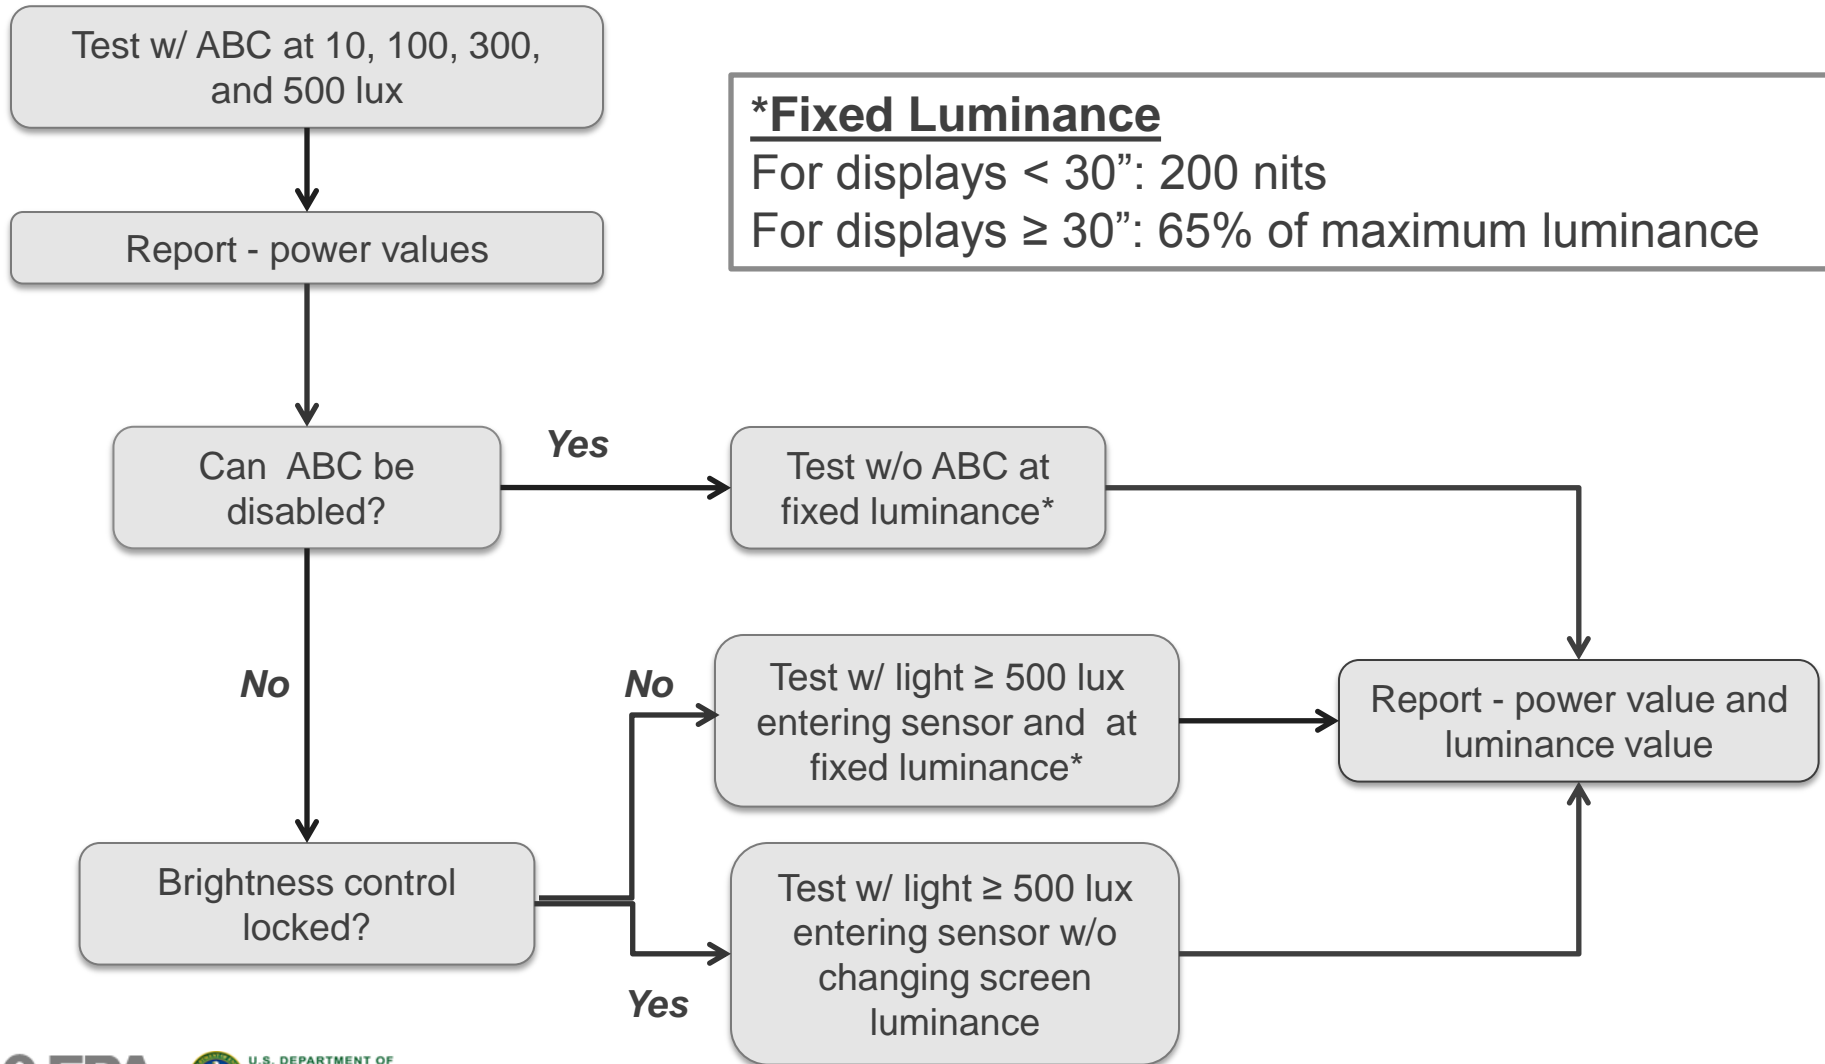 Test w/ ABC at 10, 100, 300,
and 500 lux
*Fixed Luminance
For displays < 30”: 200 nits
For displays ≥ 30”: 65% of maximum luminance
Report - power values
Can ABC be
disabled?
Yes
Test w/o ABC at
fixed luminance*
No
No
Test w/ light ≥ 500 lux
entering sensor and at
fixed luminance*
Report - power value and
luminance value
Brightness control
locked?
Yes
Test w/ light ≥ 500 lux
entering sensor w/o
changing screen
luminance
EPA
U.S. DEPARTMENT OF